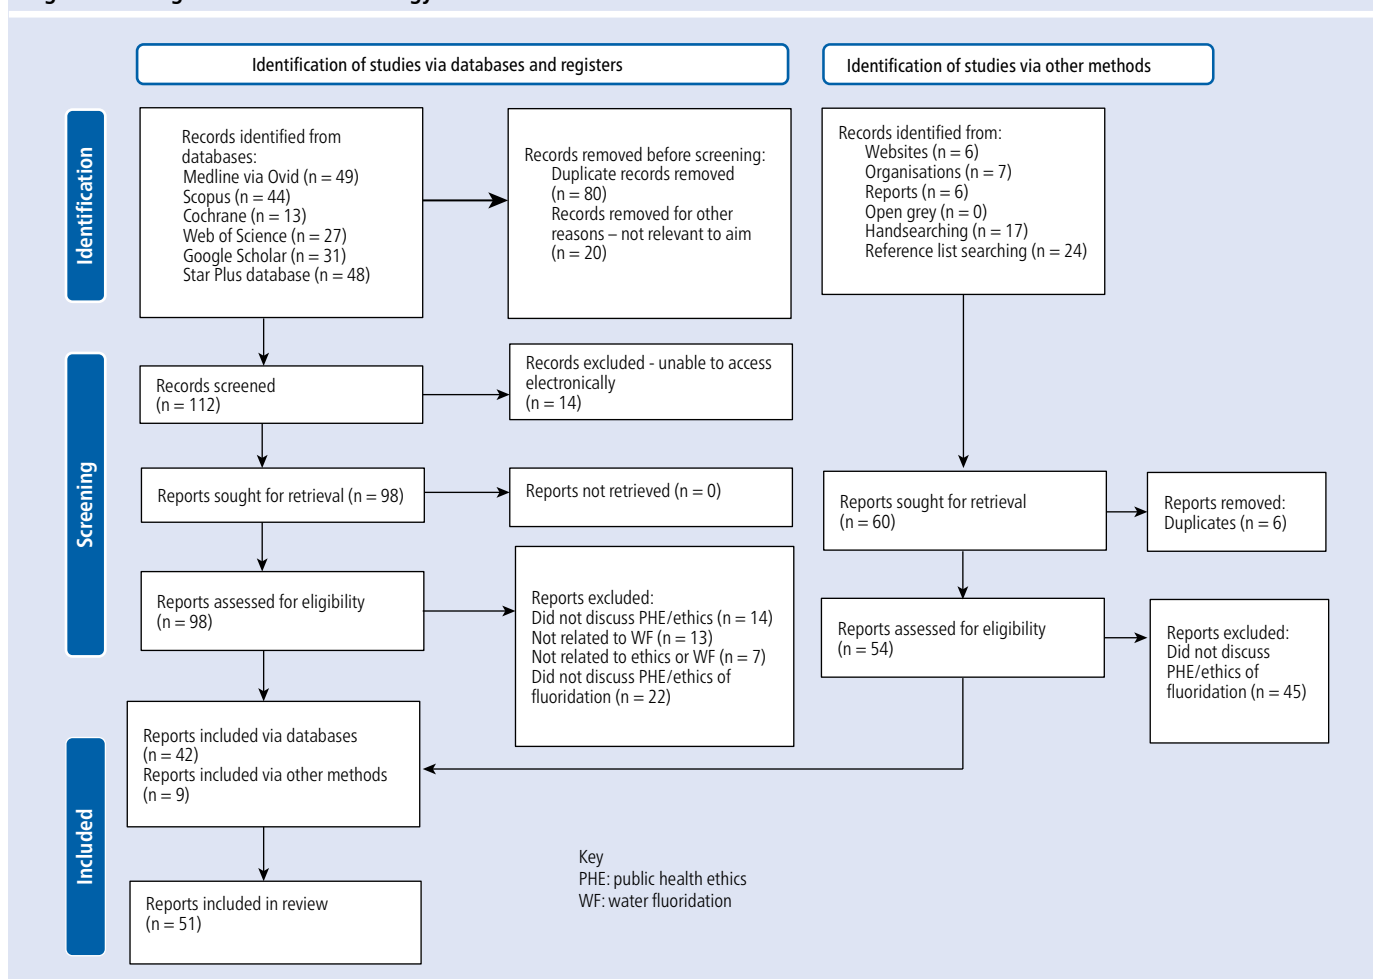 Identification of studies via databases and registers
Identification of studies via other methods
Identification
Records identified from
databases:
Medline via Ovid (n = 49)
Scopus (n = 44)
Cochrane (n = 13)
Web of Science (n = 27)
Google Scholar (n = 31)
Star Plus database (n = 48)
Records removed before screening:
Duplicate records removed
(n = 80)
Records removed for other
reasons – not relevant to aim
(n = 20)
Records identified from:
Websites (n = 6)
Organisations (n = 7)
Reports (n = 6)
Open grey (n = 0)
Handsearching (n = 17)
Reference list searching (n = 24)
Screening
Records screened
(n = 112)
Records excluded - unable to access
electronically
(n = 14)
Reports sought for retrieval (n = 98)
Reports not retrieved (n = 0)
Reports sought for retrieval
(n = 60)
Reports removed:
Duplicates (n = 6)
Reports assessed for eligibility
(n = 98)
Reports excluded:
Did not discuss PHE/ethics (n = 14)
Not related to WF (n = 13)
Not related to ethics or WF (n = 7)
Did not discuss PHE/ethics of
fluoridation (n = 22)
Reports assessed for eligibility
(n = 54)
Reports excluded:
Did not discuss
PHE/ethics of
fluoridation (n = 45)
Included
Reports included via databases
(n = 42)
Reports included via other methods
(n = 9)
Reports included in review
(n = 51)
Key
PHE: public health ethics
WF: water fluoridation